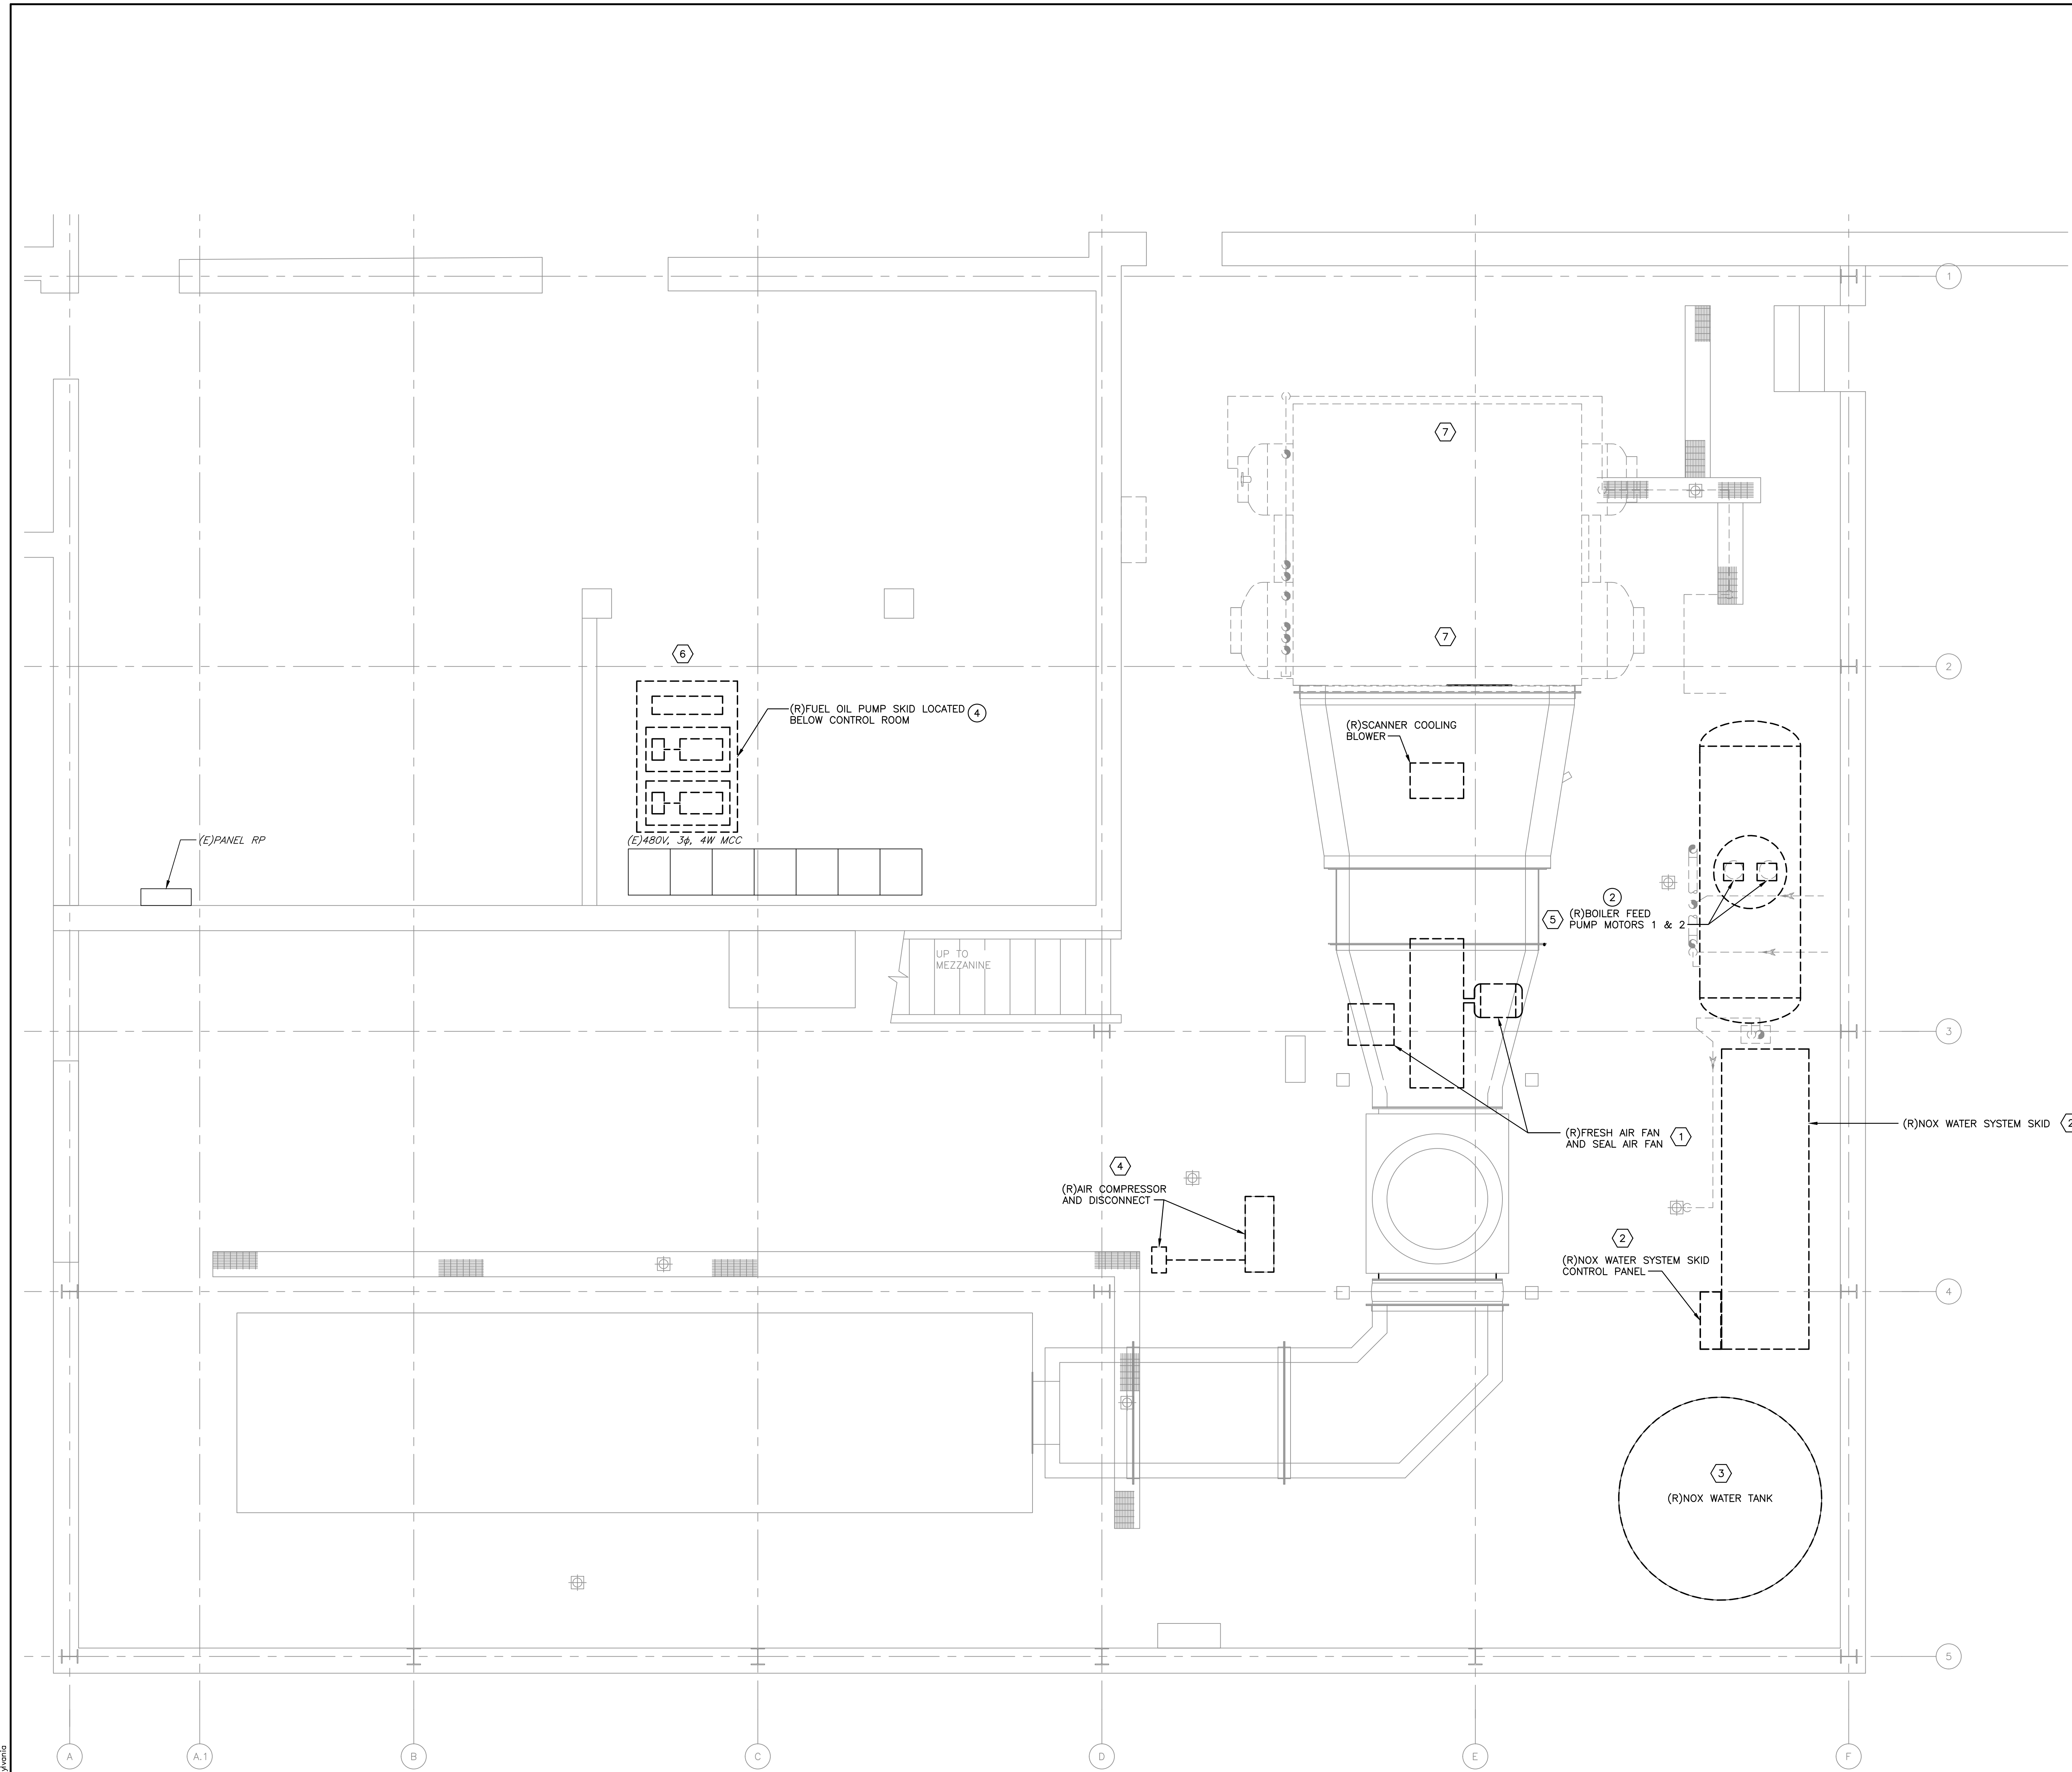 1
7
7
6
2
(R)FUEL OIL PUMP SKID LOCATED 4
BELOW CONTROL ROOM
(R)SCANNER COOLING
BLOWER
(E)PANEL RP
(E)480V, 3ϕ, 4W MCC
2
5 (R)BOILER FEED
PUMP MOTORS 1 & 2
UP TO
MEZZANINE
3
(R)NOX WATER SYSTEM SKID 2
(R)FRESH AIR FAN
AND SEAL AIR FAN 1
4
(R)AIR COMPRESSOR
AND DISCONNECT
2
(R)NOX WATER SYSTEM SKID
CONTROL PANEL
4
3
(R)NOX WATER TANK
5
A
A.1
B
C
D
E
F